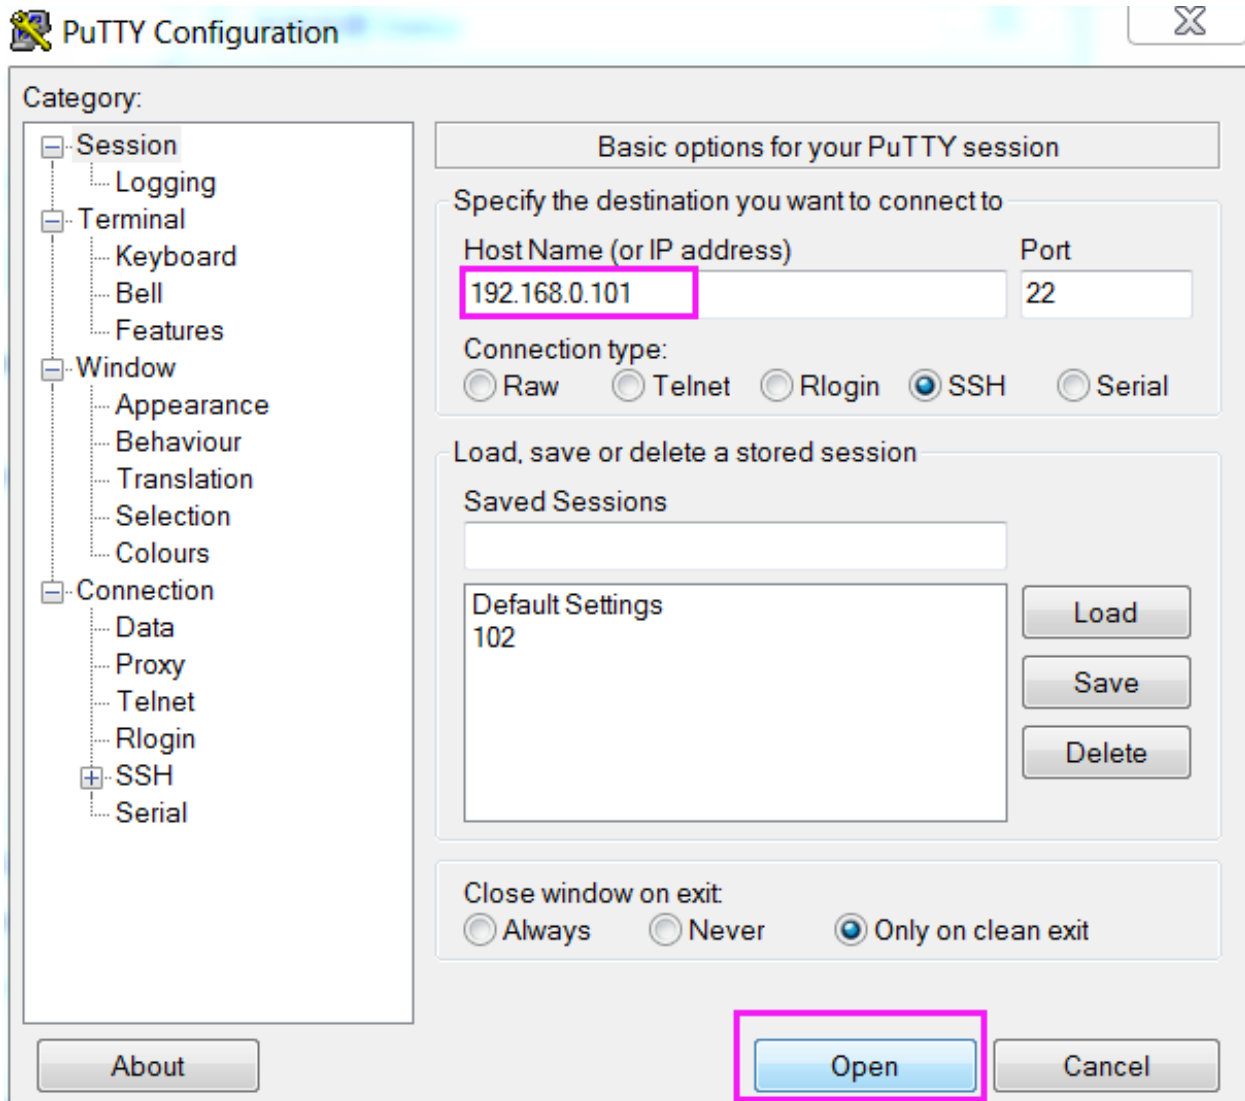 PuTTY Configuration
Category:
Session
Logging
Terminal
Keyboard
Bell
Features
Window
Appearance
Behaviour
Translation
Selection
Colours
Connection
Data
Proxy
Telnet
Rlogin
SSH
Serial
Basic options for your PuTTY session
Specify the destination you want to connect to
Host Name (or IP address) Port
192.168.0.101 22
Connection type:
Raw Telnet Rlogin SSH Serial
Load, save or delete a stored session
Saved Sessions
Default Settings
102
Load
Save
Delete
Close window on exit:
Always Never Only on clean exit
About Open Cancel